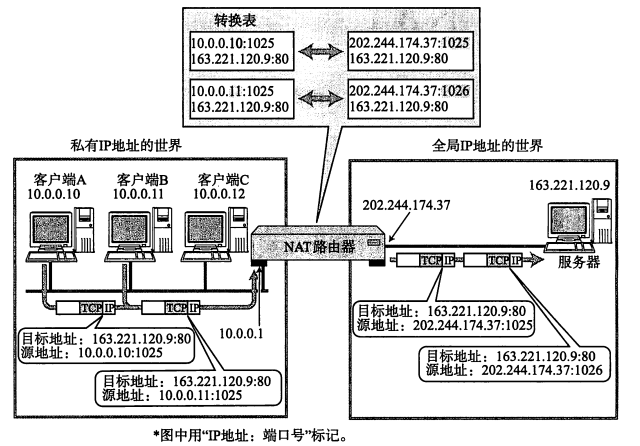 转换表
10.0.0.10:1025
163.221.120.9:80
202.244.174.37:1025
163.221.120.9:80
10.0.0.11:1025
163.221.120.9:80
202.244.174.37:1026
163.221.120.9:80
私有IP地址的世界
全局IP地址的世界
客户端A
10.0.0.10
客户端B
10.0.0.11
客户端C
10.0.0.12
202.244.174.37
163.221.120.9
NAT路由器
服务器
TCP IP
TCP IP
TCP IP
TCP IP
10.0.0.1
目标地址：163.221.120.9:80
源地址：10.0.0.10:1025
目标地址：163.221.120.9:80
源地址：10.0.0.11:1025
目标地址：163.221.120.9:80
源地址：202.244.174.37:1025
目标地址：163.221.120.9:80
源地址：202.244.174.37:1026
*图中用“IP地址：端口号”标记。